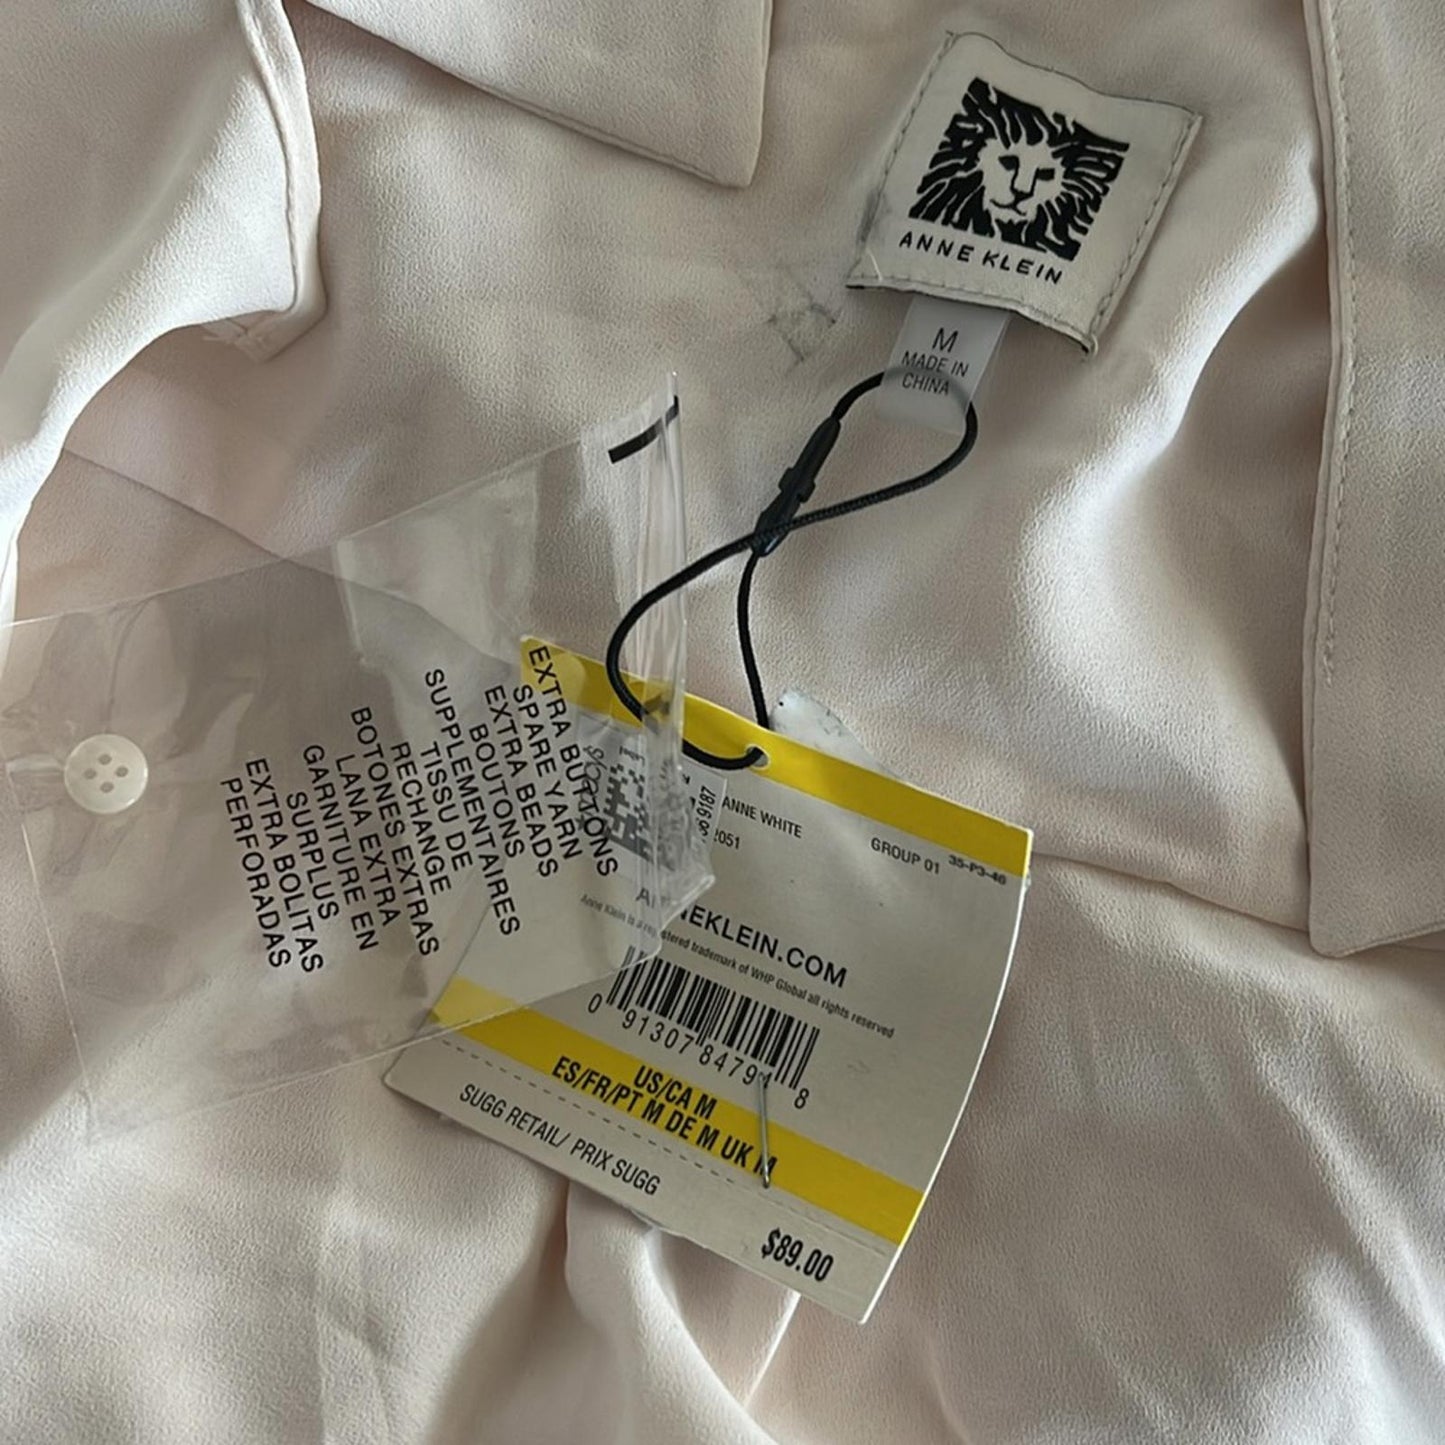 ANNE KLEIN
M
MADE IN
CHINA
EXTRA BUTTONS
SPARE YARN
EXTRA BEADS
BOUTONS
SUPPLEMENTAIRES
TISSU DE
RECHANGE
BOTONES EXTRAS
LANA EXTRA
GARNITURE EN
SURPLUS
EXTRA BOLITAS
PERFORADAS
ANNE WHITE
GROUP 01 35-P3-46
ANNEKLEIN.COM
Anne Klein is a registered trademark of WHP Global all rights reserved
US/CA M
ES/FR/PT M DE M UK M
SUGG RETAIL/ PRIX SUGG
$89.00